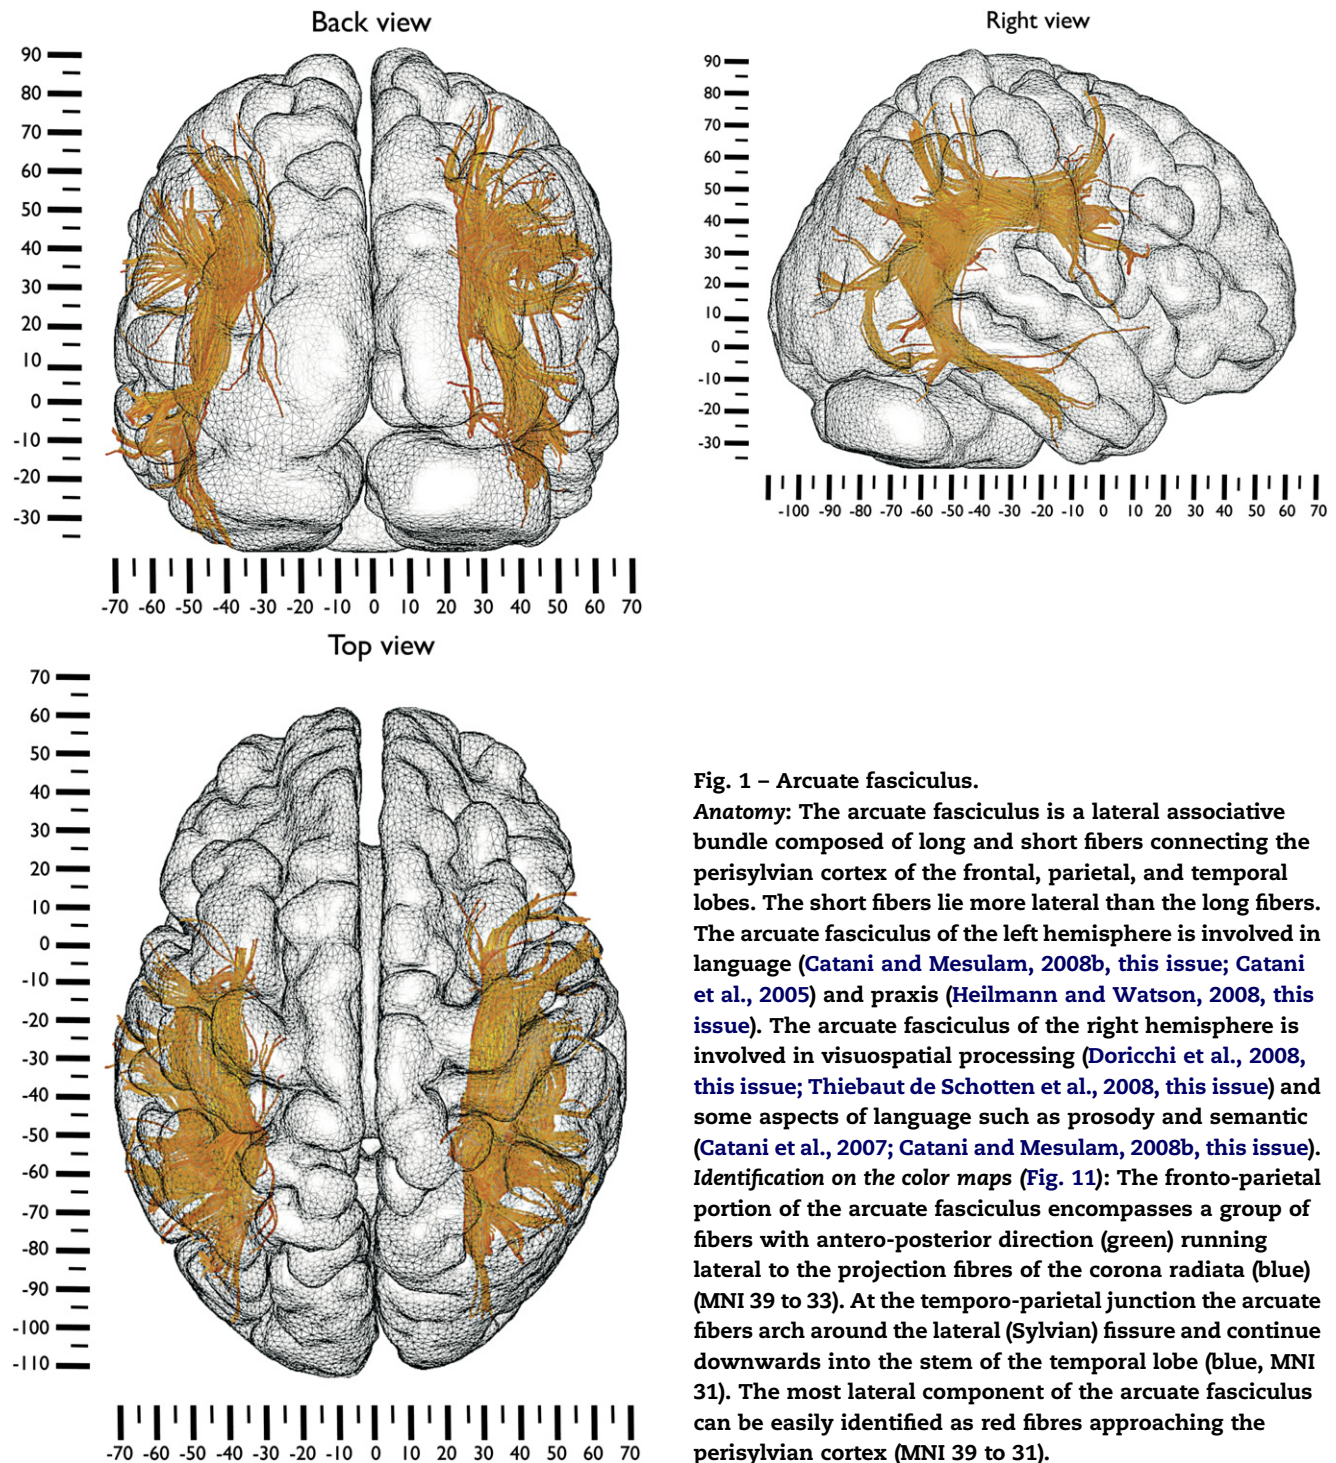 Back view
90
80
70
60
50
40
30
20
10
0
-10
-20
-30
-70 -60 -50 -40 -30 -20 -10 0 10 20 30 40 50 60 70
Right view
90
80
70
60
50
40
30
20
10
0
-10
-20
-30
-100 -90 -80 -70 -60 -50 -40 -30 -20 -10 0 10 20 30 40 50 60 70
Top view
70
60
50
40
30
20
10
0
-10
-20
-30
-40
-50
-60
-70
-80
-90
-100
-110
-70 -60 -50 -40 -30 -20 -10 0 10 20 30 40 50 60 70
Fig. 1 – Arcuate fasciculus.
Anatomy: The arcuate fasciculus is a lateral associative
bundle composed of long and short fibers connecting the
perisylvian cortex of the frontal, parietal, and temporal
lobes. The short fibers lie more lateral than the long fibers.
The arcuate fasciculus of the left hemisphere is involved in
language (Catani and Mesulam, 2008b, this issue; Catani
et al., 2005) and praxis (Heilmann and Watson, 2008, this
issue). The arcuate fasciculus of the right hemisphere is
involved in visuospatial processing (Doricchi et al., 2008,
this issue; Thiebaut de Schotten et al., 2008, this issue) and
some aspects of language such as prosody and semantic
(Catani et al., 2007; Catani and Mesulam, 2008b, this issue).
Identification on the color maps (Fig. 11): The fronto-parietal
portion of the arcuate fasciculus encompasses a group of
fibers with antero-posterior direction (green) running
lateral to the projection fibres of the corona radiata (blue)
(MNI 39 to 33). At the temporo-parietal junction the arcuate
fibers arch around the lateral (Sylvian) fissure and continue
downwards into the stem of the temporal lobe (blue, MNI
31). The most lateral component of the arcuate fasciculus
can be easily identified as red fibres approaching the
perisylvian cortex (MNI 39 to 31).